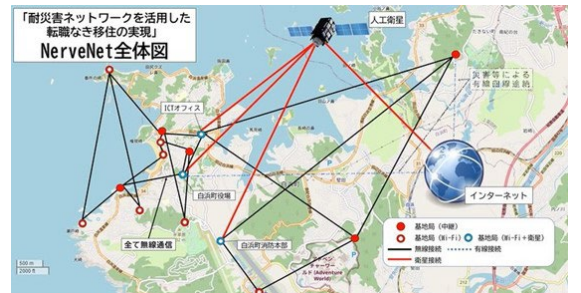 「耐災害ネットワークを活用した
転職なき移住の実現」
NerveNet全体図
人工衛星
災害等による
有線回線途絶
ICTオフィス
インターネット
白浜町役場
全て無線通信
白浜町消防本部
基地局（中継）
基地局（Wi-Fi）
基地局（Wi-Fi＋衛星）
無線接続
有線接続
衛星接続
500 m
2000 ft